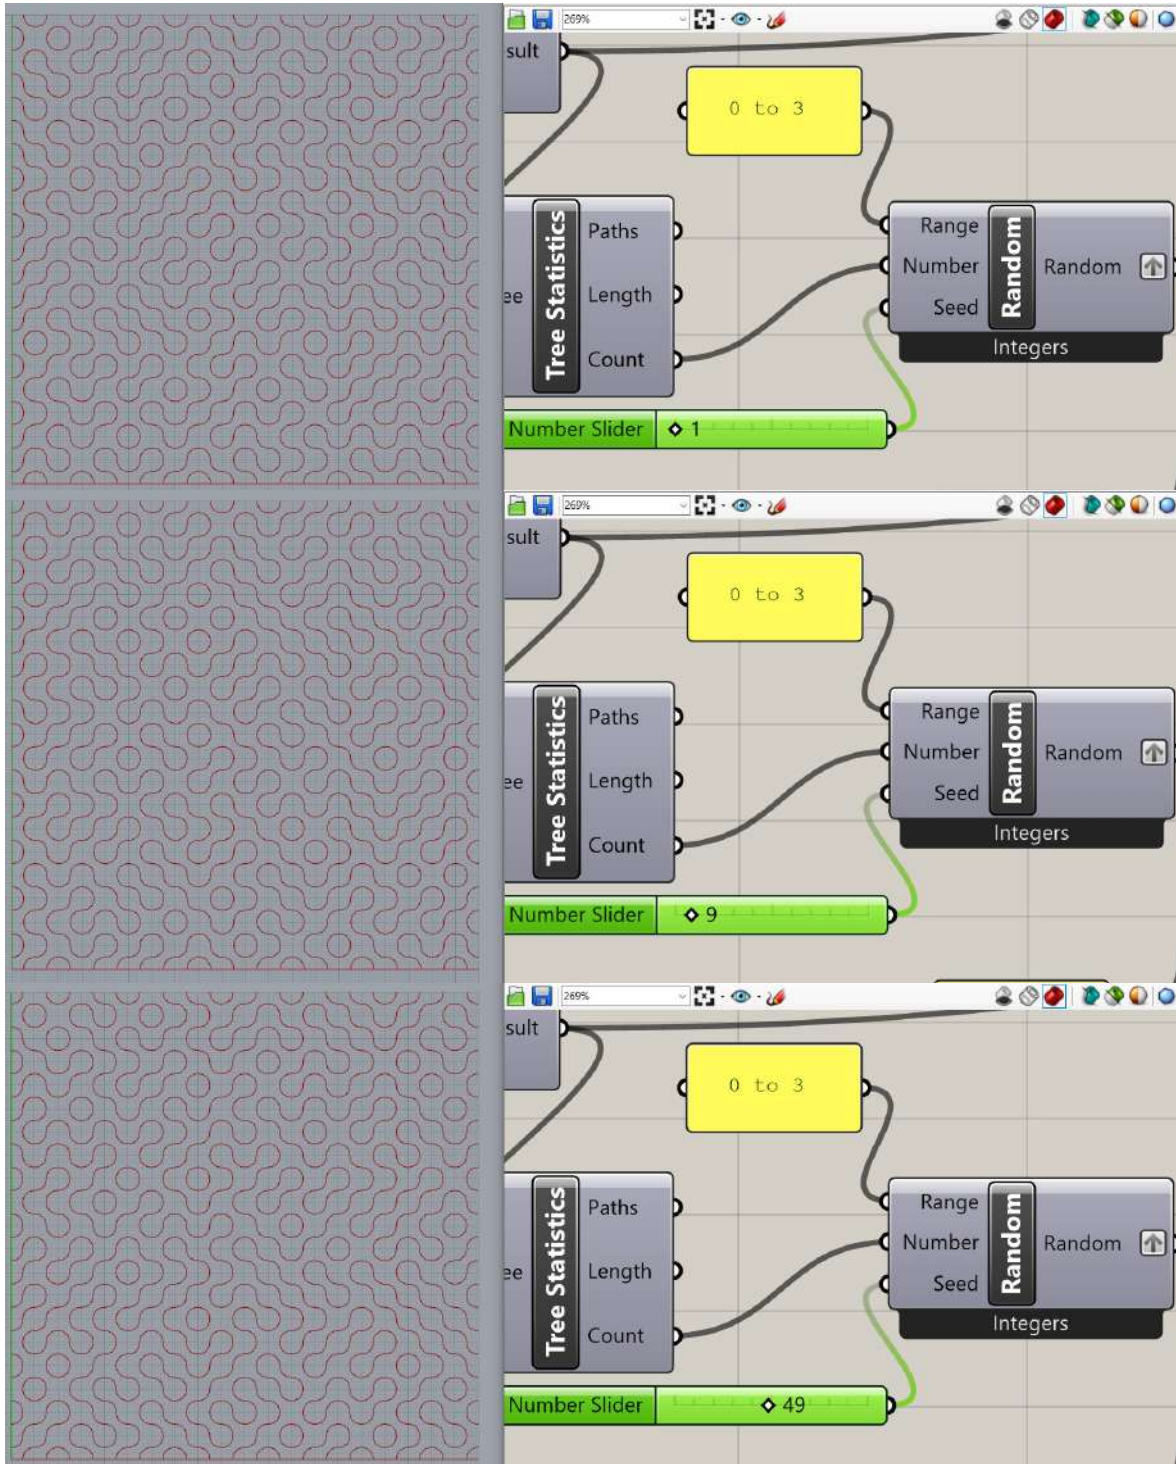 269%
sult
0 to 3
Tree Statistics
Paths
Length
Count
ee
Range
Number
Seed
Random
Random
Integers
Number Slider 1
269%
sult
0 to 3
Tree Statistics
Paths
Length
Count
ee
Range
Number
Seed
Random
Random
Integers
Number Slider 9
269%
sult
0 to 3
Tree Statistics
Paths
Length
Count
ee
Range
Number
Seed
Random
Random
Integers
Number Slider 49